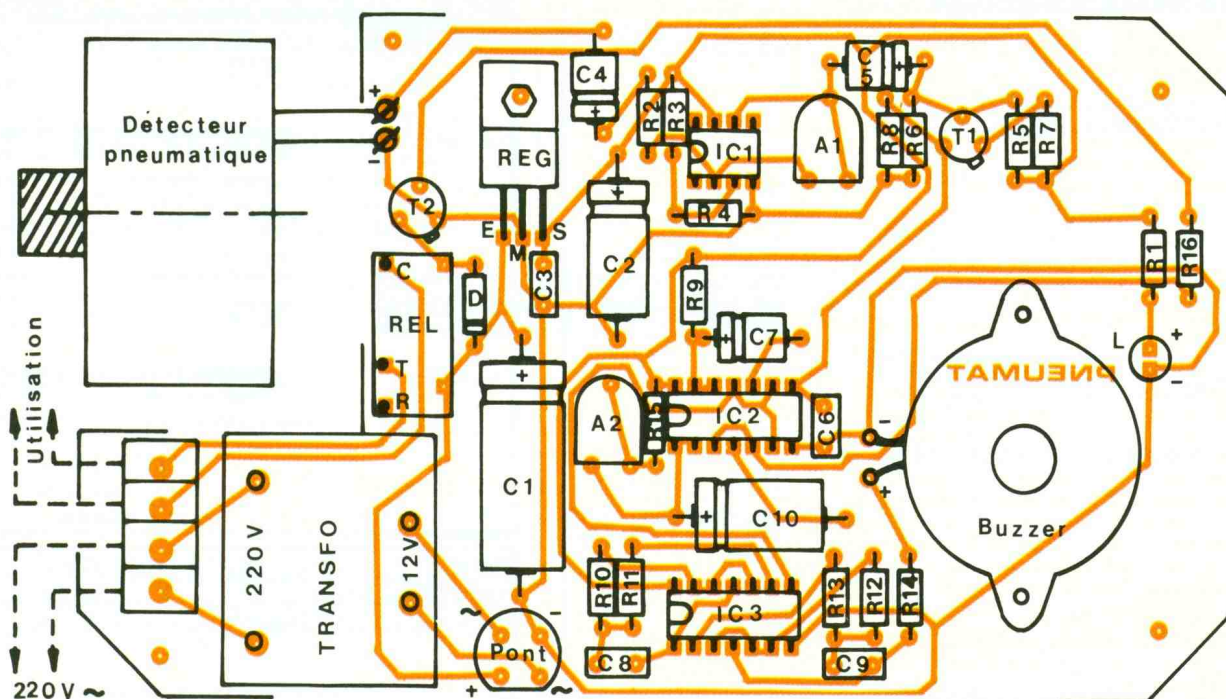 Détecteur
pneumatique
+
-
T2
E
M
S
REG
C4
C3
C2
R2
R3
IC1
R4
A1
C5
+
R8
R6
T1
R5
R7
R1
R16
C
REL
T
R
D
R9
C7
+
IC2
R15
A2
C6
C1
+
C10
+
L
+
-
PNEUMAT
-
+
Buzzer
Utilisation
220V
TRANSFO
12V
220V ~
~
-
Pont
+
~
R10
R11
IC3
C8
R13
R12
R14
C9